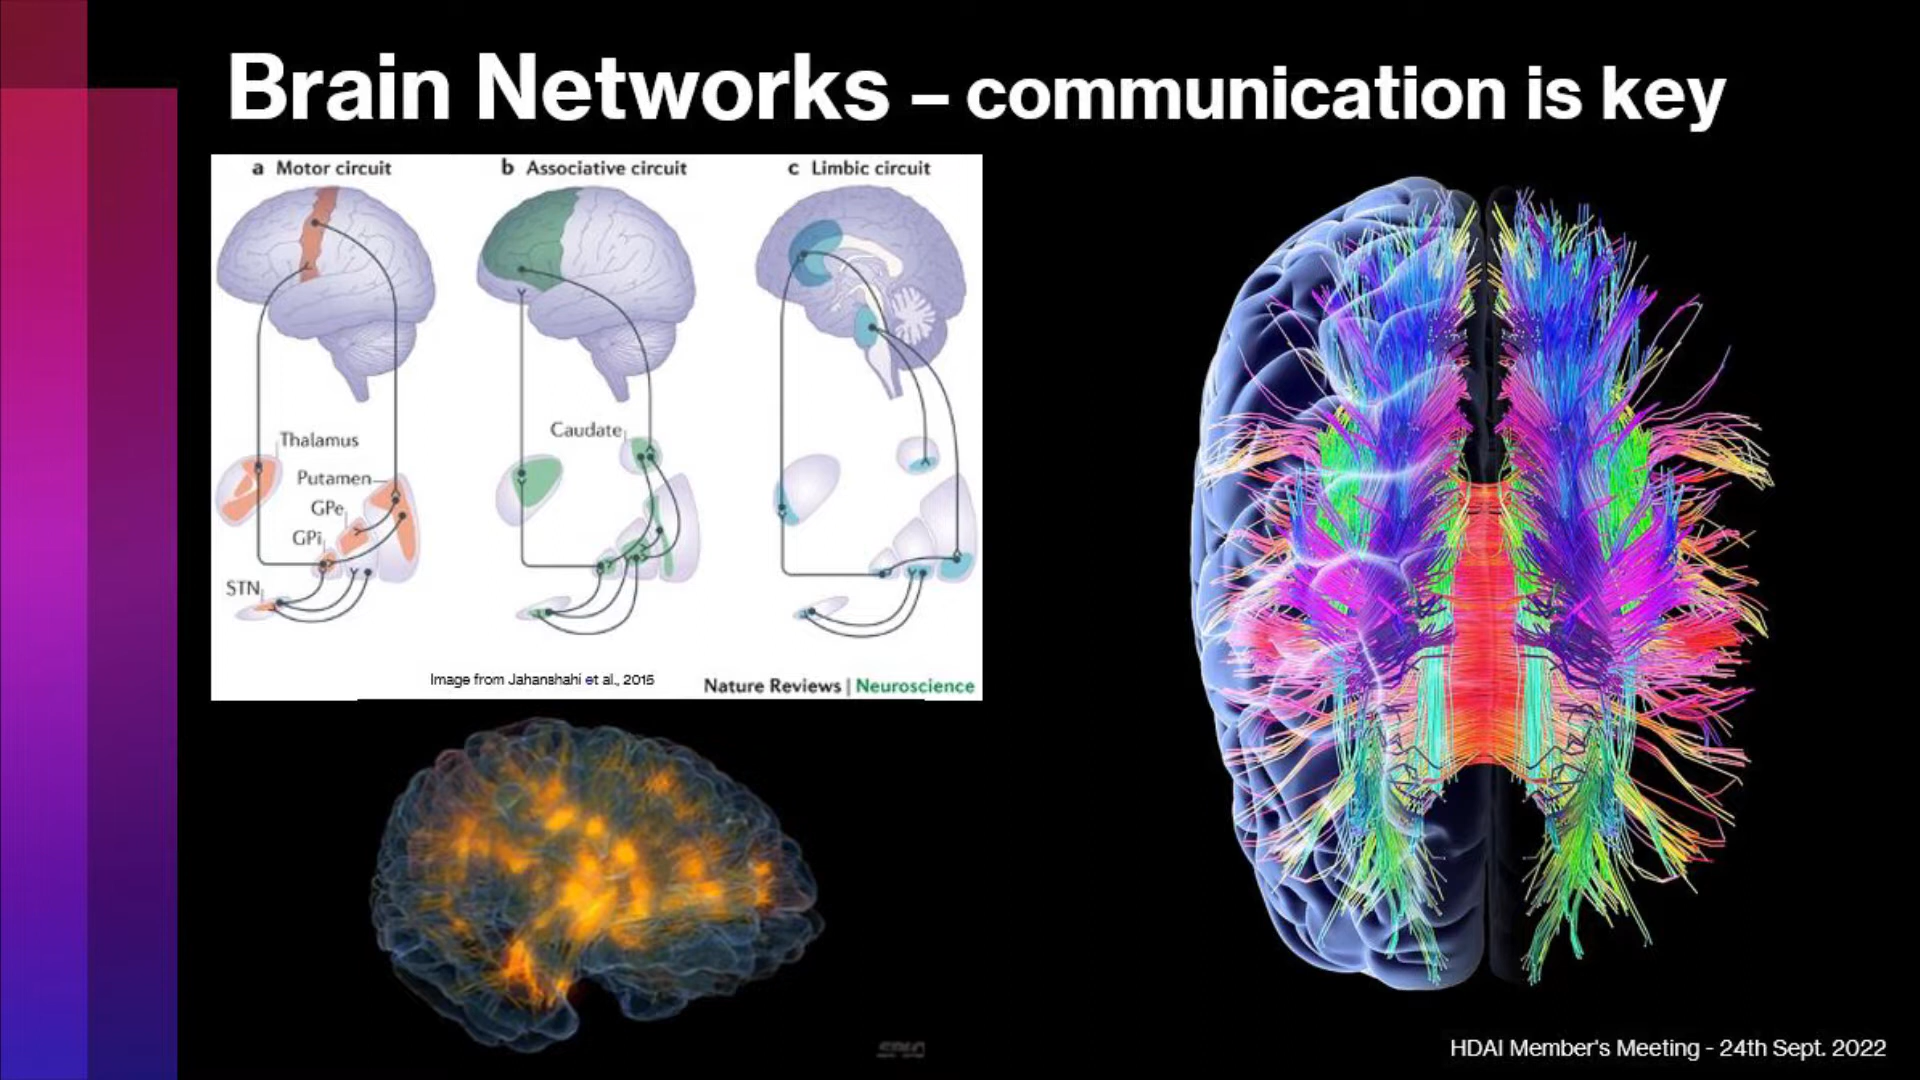 Brain Networks – communication is key
a Motor circuit
b Associative circuit
c Limbic circuit
Thalamus
Putamen
GPe
GPi
STN
Caudate
Image from Jahanshahi et al., 2015
Nature Reviews | Neuroscience
HDAI Member's Meeting - 24th Sept. 2022